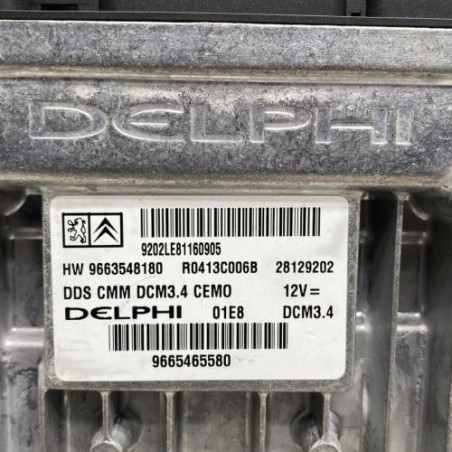 DELPHI
9202LE81160905
HW 9663548180 R0413C006B 28129202
DDS CMM DCM3.4 CEMO 12V=
DELPHI 01E8 DCM3.4
9665465580